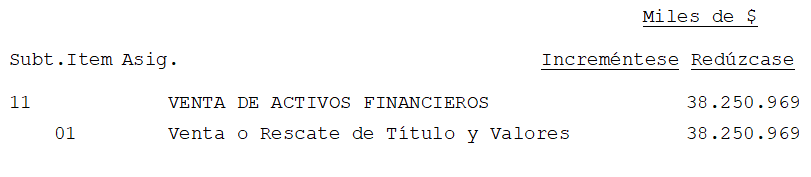 Miles de $
Subt.Item Asig. Increméntese Redúzcase
11 VENTA DE ACTIVOS FINANCIEROS 38.250.969
01 Venta o Rescate de Título y Valores 38.250.969